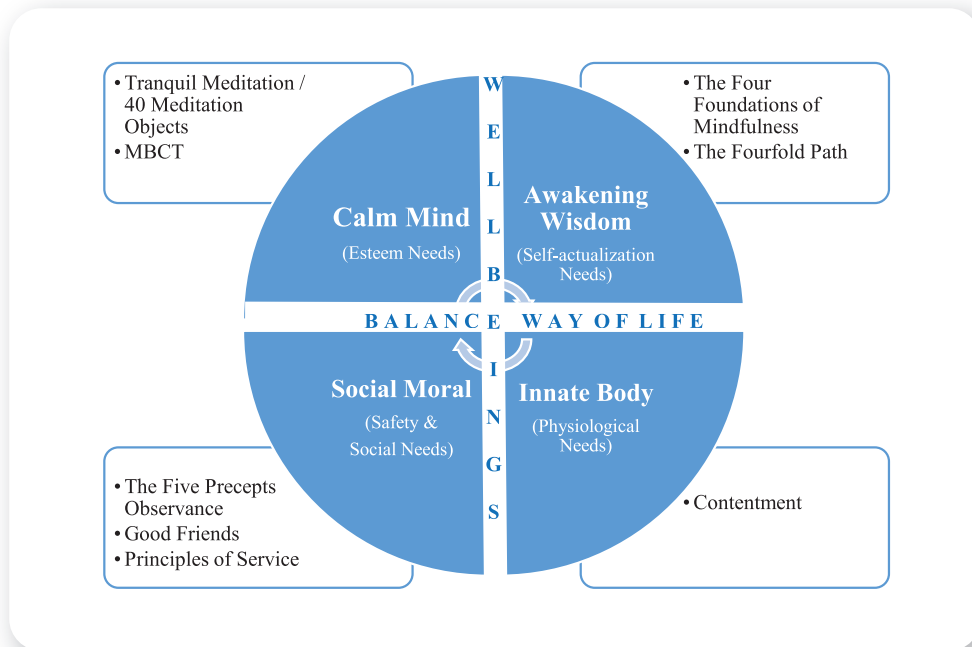 • Tranquil Meditation /
40 Meditation
Objects
• MBCT
• The Four
Foundations of
Mindfulness
• The Fourfold Path
Calm Mind
(Esteem Needs)
Awakening
Wisdom
(Self-actualization
Needs)
WELLBEINGS
BALANCE WAY OF LIFE
Social Moral
(Safety &
Social Needs)
Innate Body
(Physiological
Needs)
• The Five Precepts
Observance
• Good Friends
• Principles of Service
• Contentment